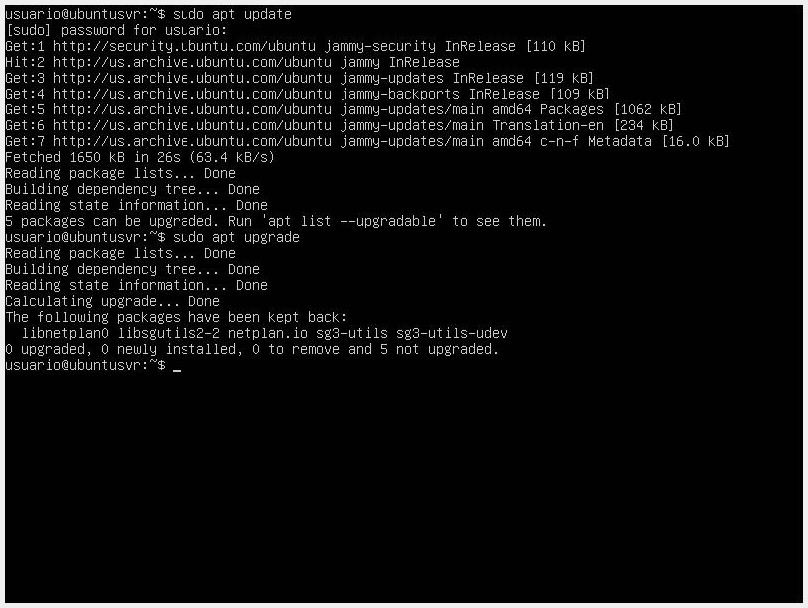 usuario@ubuntusvr:~$ sudo apt update
[sudo] password for usuario:
Get:1 http://security.ubuntu.com/ubuntu jammy-security InRelease [110 kB]
Hit:2 http://us.archive.ubuntu.com/ubuntu jammy InRelease
Get:3 http://us.archive.ubuntu.com/ubuntu jammy-updates InRelease [119 kB]
Get:4 http://us.archive.ubuntu.com/ubuntu jammy-backports InRelease [109 kB]
Get:5 http://us.archive.ubuntu.com/ubuntu jammy-updates/main amd64 Packages [1062 kB]
Get:6 http://us.archive.ubuntu.com/ubuntu jammy-updates/main Translation-en [234 kB]
Get:7 http://us.archive.ubuntu.com/ubuntu jammy-updates/main amd64 c-n-f Metadata [16.0 kB]
Fetched 1650 kB in 26s (63.4 kB/s)
Reading package lists... Done
Building dependency tree... Done
Reading state information... Done
5 packages can be upgraded. Run 'apt list --upgradable' to see them.
usuario@ubuntusvr:~$ sudo apt upgrade
Reading package lists... Done
Building dependency tree... Done
Reading state information... Done
Calculating upgrade... Done
The following packages have been kept back:
  libnetplan0 libsgutils2-2 netplan.io sg3-utils sg3-utils-udev
0 upgraded, 0 newly installed, 0 to remove and 5 not upgraded.
usuario@ubuntusvr:~$ _